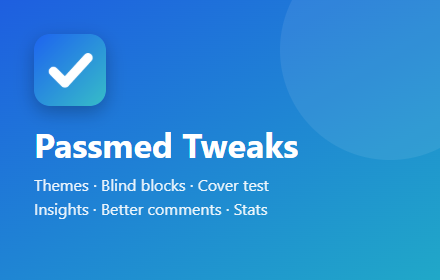 Passmed Tweaks
Themes · Blind blocks · Cover test
Insights · Better comments · Stats